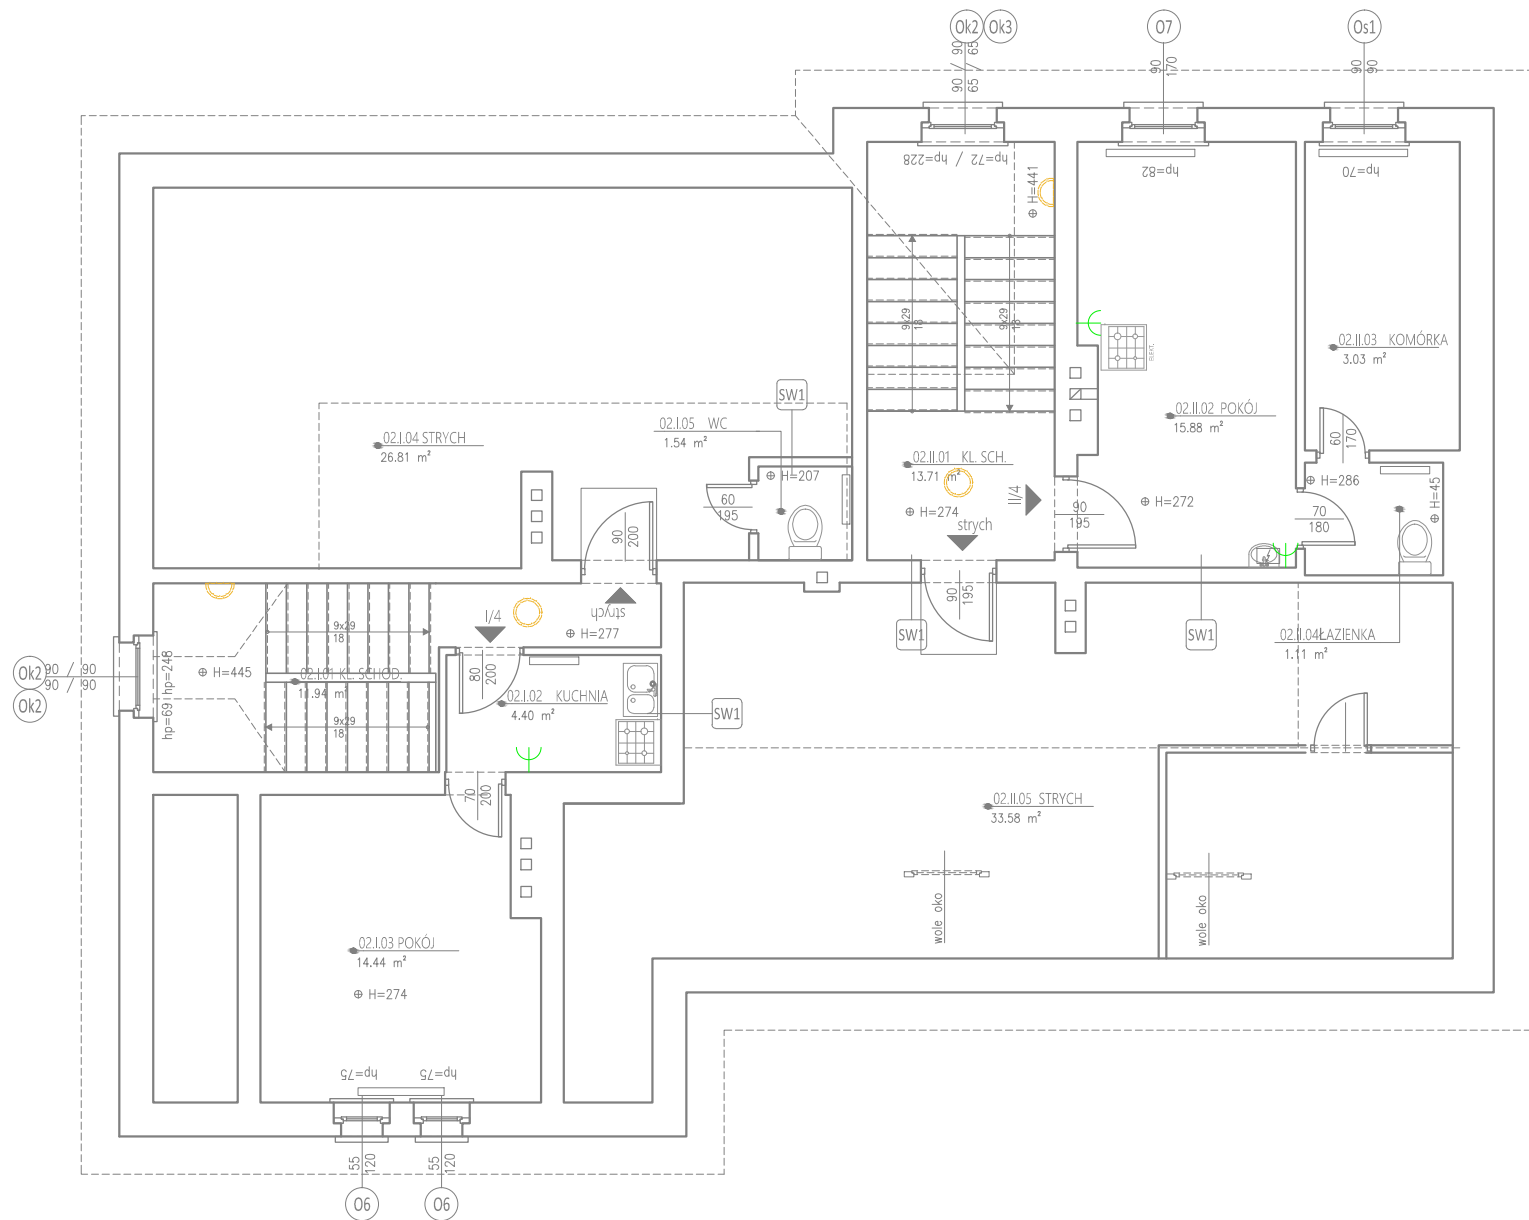 Ok2 Ok3
O7
Os1
90 65
90 65
90
170
90
90
hp=228 / hp=72
H=441
hp=82
hp=70
9x29
18
9x29
18
ELEKT.
02.II.03 KOMÓRKA
3.03 m²
SW1
02.I.05 WC
1.54 m²
02.II.02 POKÓJ
15.88 m²
02.I.04 STRYCH
26.81 m²
60
170
02.II.01 KL. SCH.
13.71 m²
H=207
H=286
H=45
60
195
II/4
H=274
strych
90
195
H=272
70
180
90
200
90
195
strych
I/4
H=277
9x29
18
SW1
SW1
02.II.04ŁAZIENKA
1.11 m²
Ok2
90 / 90
90 / 90
Ok2
hp=69 hp=248
H=445
02.I.01 KL. SCHOD.
11.94 m²
80
200
02.I.02 KUCHNIA
4.40 m²
SW1
9x29
18
70
200
02.II.05 STRYCH
33.58 m²
wole oko
wole oko
02.I.03 POKÓJ
14.44 m²
H=274
hp=75
hp=75
55
120
55
120
O6
O6